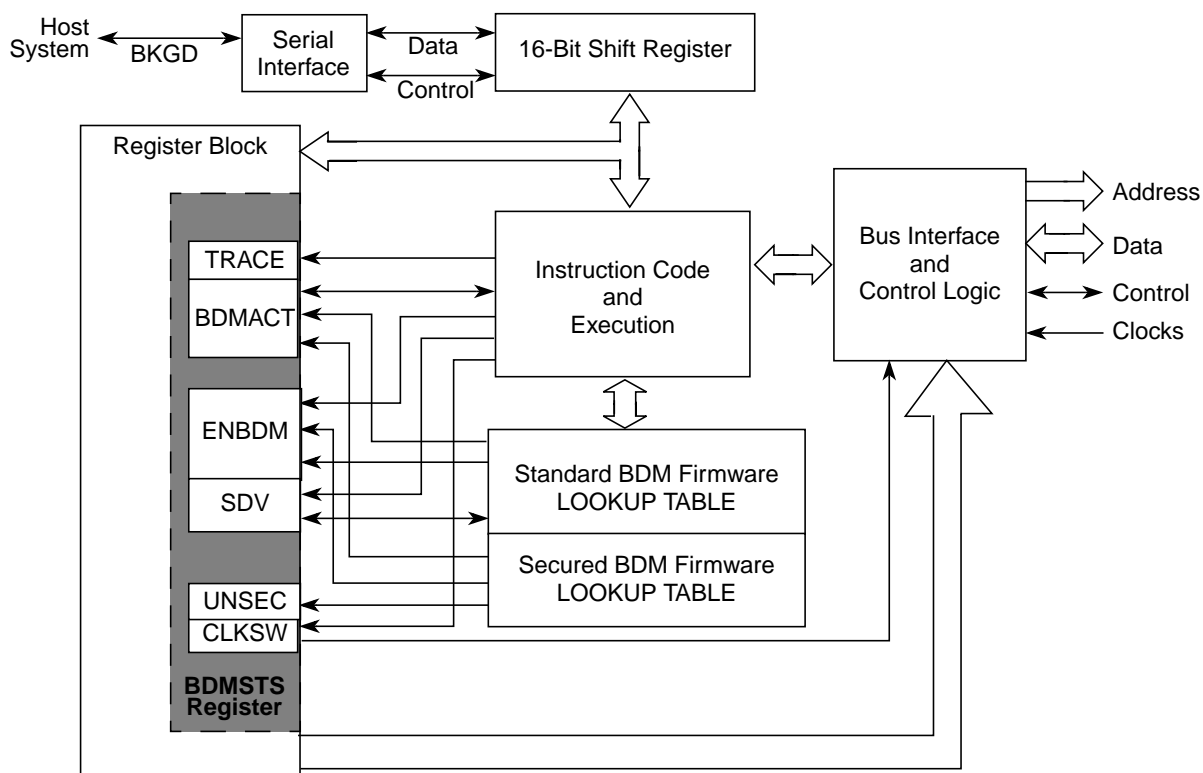 Host
System
BKGD
Serial
Interface
Data
Control
16-Bit Shift Register
Register Block
TRACE
BDMACT
ENBDM
SDV
UNSEC
CLKSW
BDMSTS
Register
Instruction Code
and
Execution
Standard BDM Firmware
LOOKUP TABLE
Secured BDM Firmware
LOOKUP TABLE
Bus Interface
and
Control Logic
Address
Data
Control
Clocks